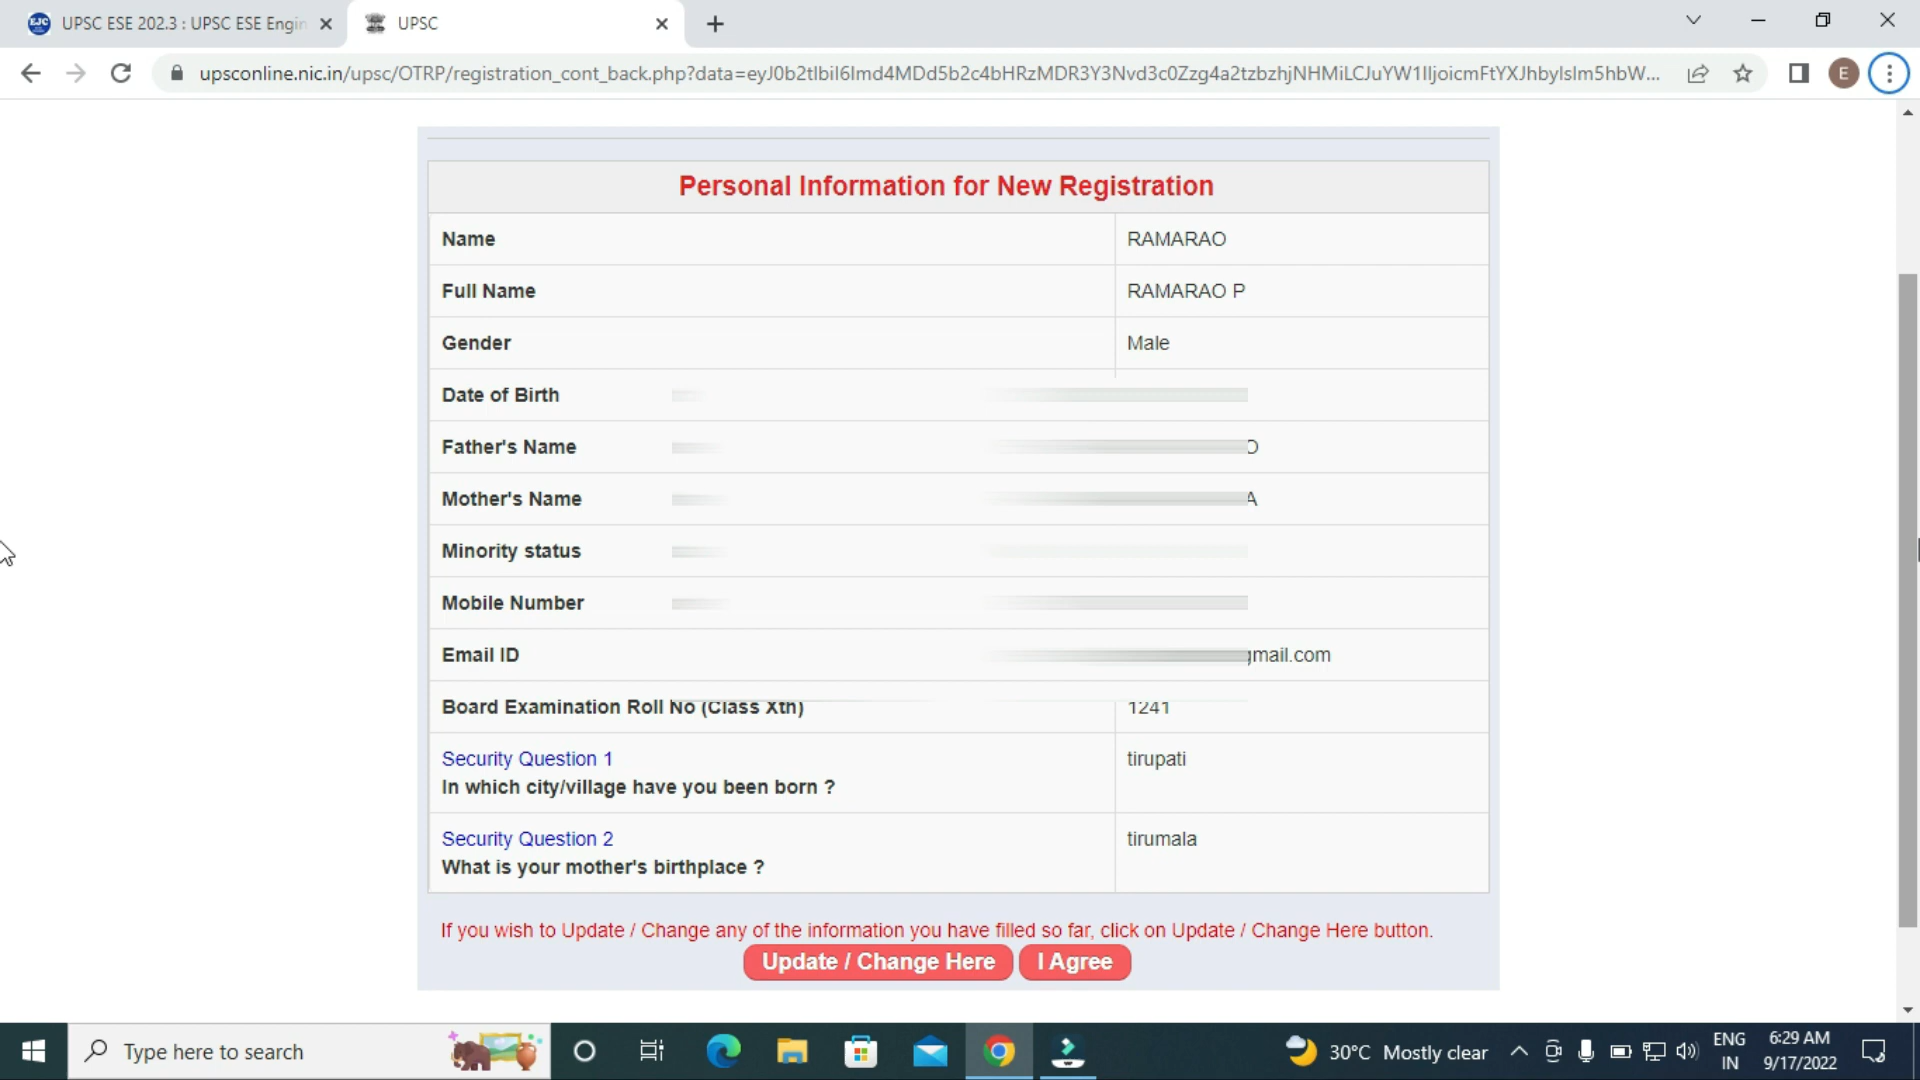 UPSC ESE 202.3 : UPSC ESE Engin
UPSC
upsconline.nic.in/upsc/OTRP/registration_cont_back.php?data=eyJ0b2tlbiI6Imd4MDd5b2c4bHRzMDR3Y3Nvd3c0Zzg4a2tzbzhjNHMiLCJuYW1lIjoicmFtYXJhbyIsIm5hbW...
E
Personal Information for New Registration
Name RAMARAO
Full Name RAMARAO P
Gender Male
Date of Birth
Father's Name O
Mother's Name A
Minority status
Mobile Number
Email ID gmail.com
Board Examination Roll No (Class Xth) 1241
Security Question 1 tirupati
In which city/village have you been born ?
Security Question 2 tirumala
What is your mother's birthplace ?
If you wish to Update / Change any of the information you have filled so far, click on Update / Change Here button.
Update / Change Here I Agree
Type here to search
30°C Mostly clear
ENG
IN
6:29 AM
9/17/2022